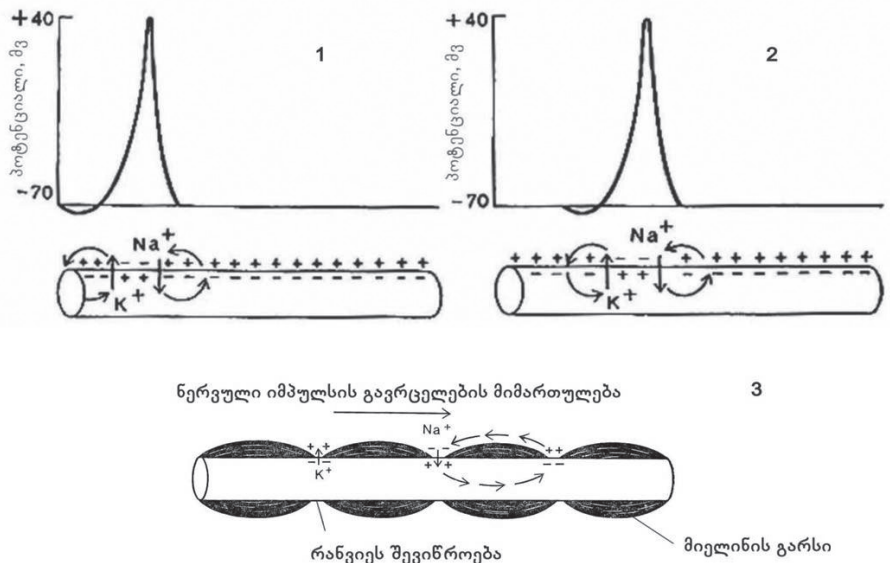 +40
პოტენციალი, მვ
-70
1
Na⁺
+ + + - - + + + + + + + + + + + +
- - + + - - - - - - - - - - - -
K⁺
+40
პოტენციალი, მვ
-70
2
Na⁺
+ + + + + - - + + + + + + + + +
- - - + + - - - - - - - - - -
K⁺
3
ნერვული იმპულსის გავრცელების მიმართულება
Na⁺
+ + - - + +
- - + + - -
K⁺
რანვიეს შევიწროება
მიელინის გარსი